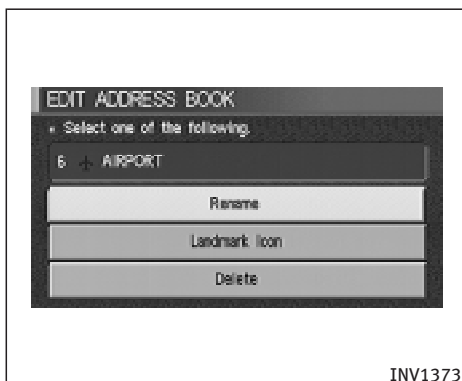 EDIT ADDRESS BOOK
Select one of the following.
6 AIRPORT
Rename
Landmark Icon
Delete
INV1373